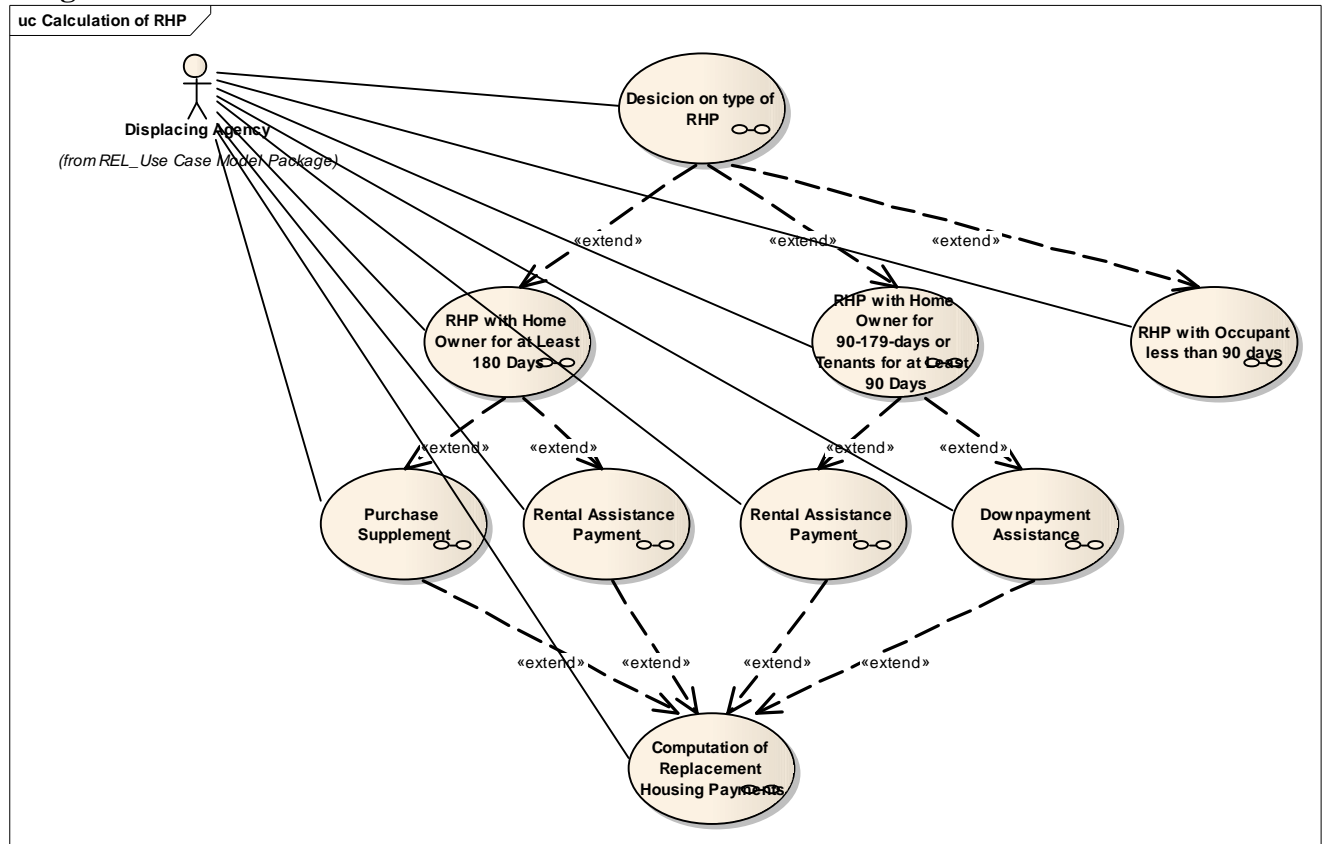 uc Calculation of RHP
Displacing Agency
(from REL_Use Case Model Package)
Desicion on type of
RHP
«extend»
«extend»
«extend»
RHP with Home
Owner for at Least
180 Days
RHP with Home
Owner for
90-179-days or
Tenants for at Least
90 Days
RHP with Occupant
less than 90 days
«extend»
«extend»
«extend»
«extend»
Purchase
Supplement
Rental Assistance
Payment
Rental Assistance
Payment
Downpayment
Assistance
«extend»
«extend»
«extend»
«extend»
Computation of
Replacement
Housing Payments